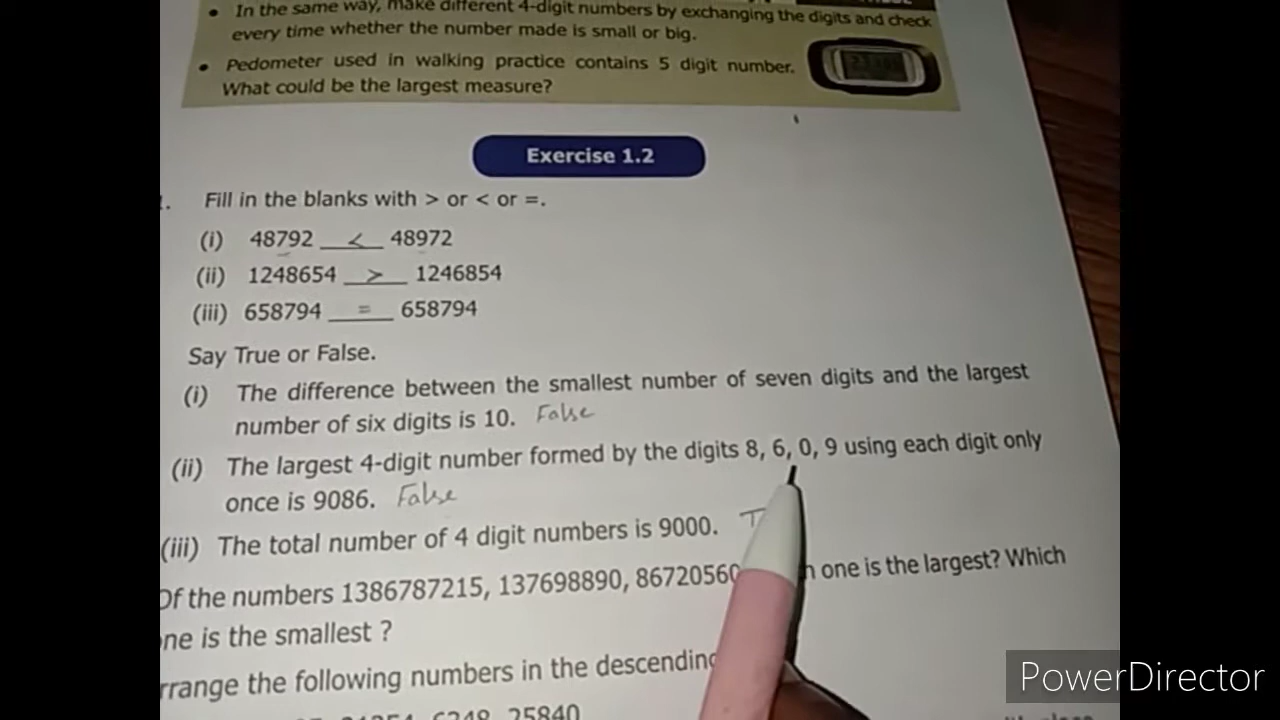 • In the same way, make different 4-digit numbers by exchanging the digits and check
every time whether the number made is small or big.
• Pedometer used in walking practice contains 5 digit number.
What could be the largest measure?
Exercise 1.2
Fill in the blanks with > or < or =.
(i) 48792 < 48972
(ii) 1248654 > 1246854
(iii) 658794 = 658794
Say True or False.
(i) The difference between the smallest number of seven digits and the largest
number of six digits is 10. False
(ii) The largest 4-digit number formed by the digits 8, 6, 0, 9 using each digit only
once is 9086. False
(iii) The total number of 4 digit numbers is 9000. T
Of the numbers 1386787215, 137698890, 86720560 one is the largest? Which
one is the smallest ?
rrange the following numbers in the descending
6348, 25840
PowerDirector